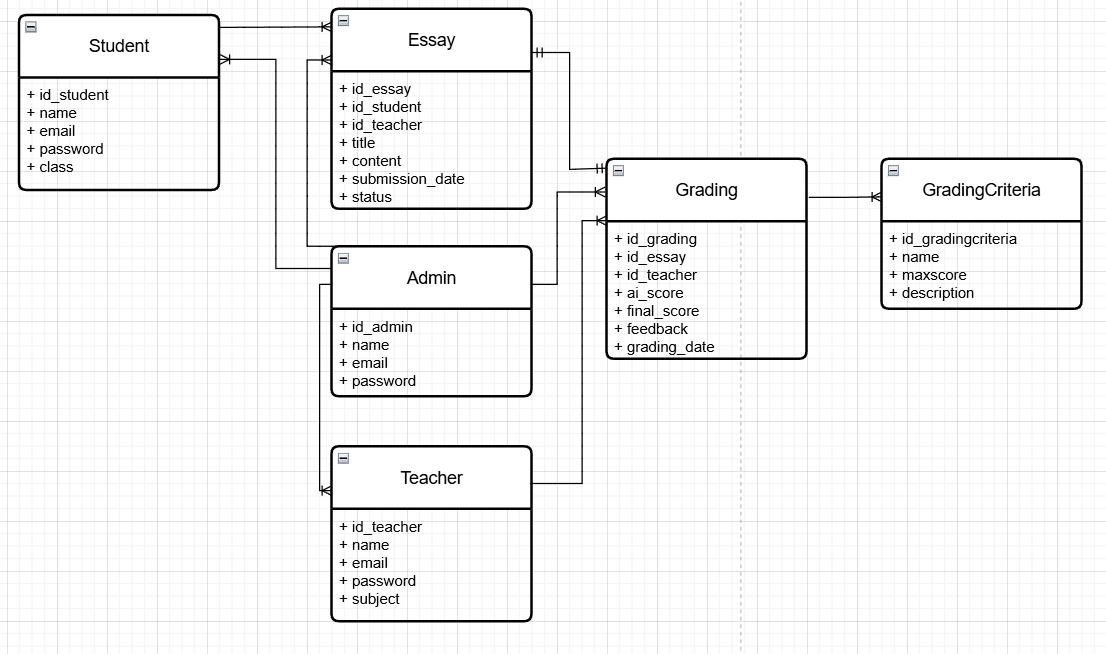 Student
+ id_student
+ name
+ email
+ password
+ class
Essay
+ id_essay
+ id_student
+ id_teacher
+ title
+ content
+ submission_date
+ status
Admin
+ id_admin
+ name
+ email
+ password
Teacher
+ id_teacher
+ name
+ email
+ password
+ subject
Grading
+ id_grading
+ id_essay
+ id_teacher
+ ai_score
+ final_score
+ feedback
+ grading_date
GradingCriteria
+ id_gradingcriteria
+ name
+ maxscore
+ description